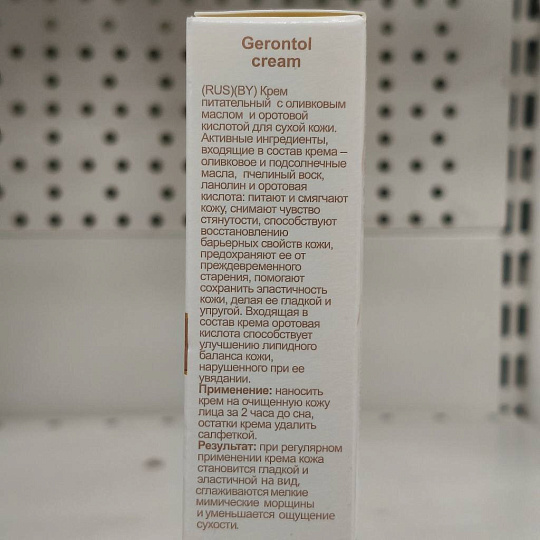 Gerontol
cream
(RUS)(BY) Крем
питательный с оливковым
маслом и оротовой
кислотой для сухой кожи.
Активные ингредиенты,
входящие в состав крема –
оливковое и подсолнечные
масла, пчелиный воск,
ланолин и оротовая
кислота: питают и смягчают
кожу, снимают чувство
стянутости, способствуют
восстановлению
барьерных свойств кожи,
предохраняют ее от
преждевременного
старения, помогают
сохранить эластичность
кожи, делая ее гладкой и
упругой. Входящая в
состав крема оротовая
кислота способствует
улучшению липидного
баланса кожи,
нарушенного при ее
увядании.
Применение: наносить
крем на очищенную кожу
лица за 2 часа до сна,
остатки крема удалить
салфеткой.
Результат: при регулярном
применении крема кожа
становится гладкой и
эластичной на вид,
сглаживаются мелкие
мимические морщины
и уменьшается ощущение
сухости.